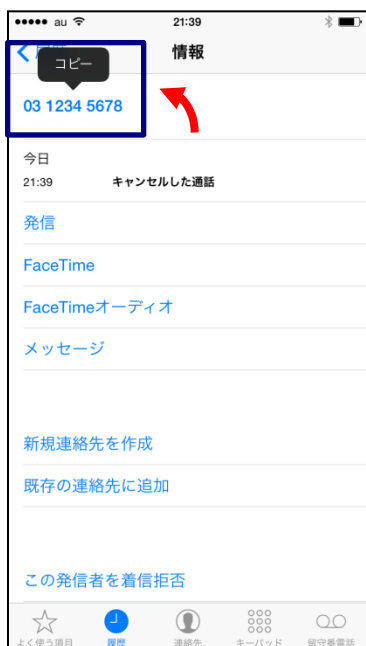 au 21:39
コピー
情報
03 1234 5678
今日
21:39 キャンセルした通話
発信
FaceTime
FaceTimeオーディオ
メッセージ
新規連絡先を作成
既存の連絡先に追加
この発信者を着信拒否
よく使う項目 履歴 連絡先 キーパッド 留守番電話